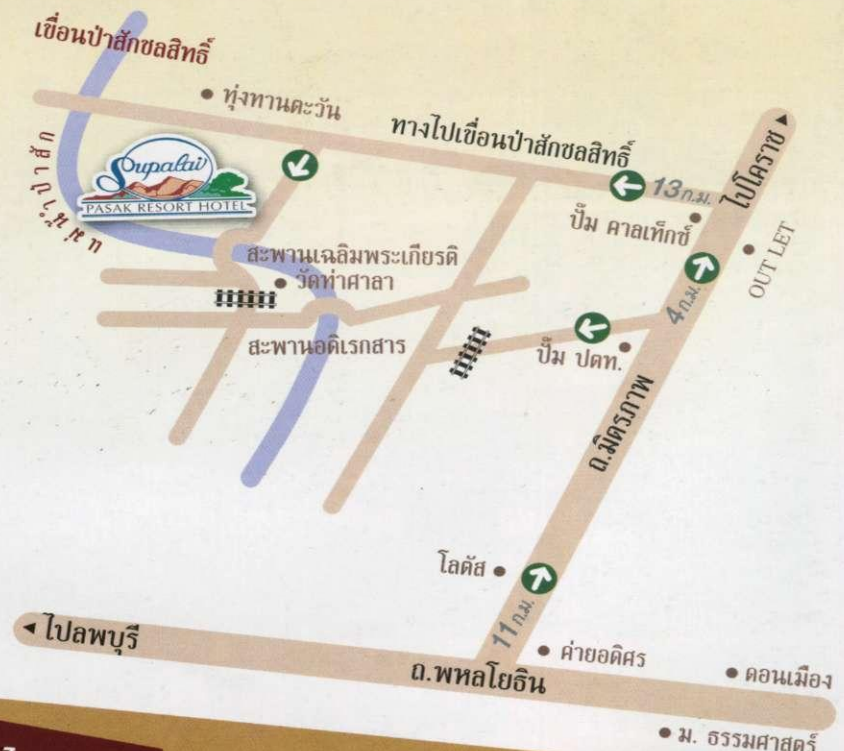 เขื่อนป่าสักชลสิทธิ์
ทุ่งทานตะวัน
ทางไปเขื่อนป่าสักชลสิทธิ์
ไปโคราช
แม่น้ำป่าสัก
Supalai
PASAK RESORT HOTEL
13 ก.ม.
ปั๊ม คาลเท็กซ์
OUT LET
สะพานเฉลิมพระเกียรติ
วัดท่าศาลา
4 ก.ม.
สะพานอดิเรกสาร
ปั๊ม ปตท.
ถ.มิตรภาพ
โลตัส
11 ก.ม.
ไปลพบุรี
ค่ายอดิศร
ถ.พหลโยธิน
ดอนเมือง
ม. ธรรมศาสตร์